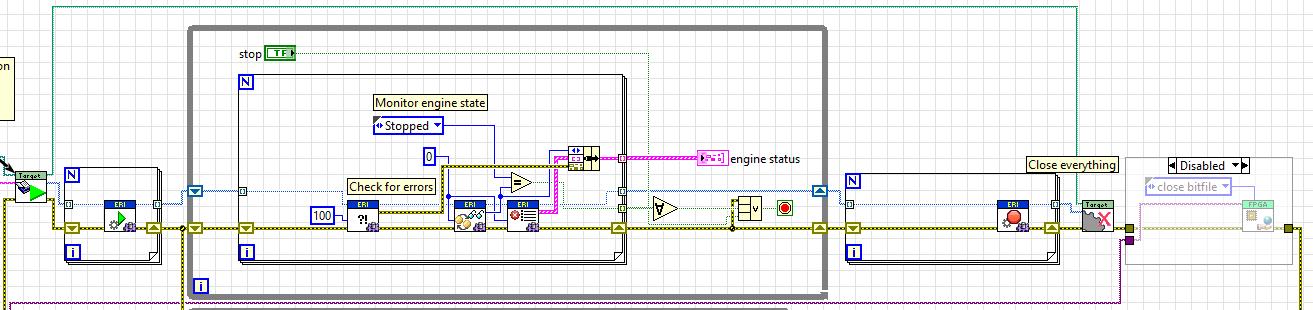 on
stop
TF
N
Monitor engine state
Stopped
0
engine status
Check for errors
100
ERI
?!
ERI
ERI
=
V
i
i
Target
N
ERI
i
Close everything
N
ERI
i
Target
Disabled
close bitfile
FPGA